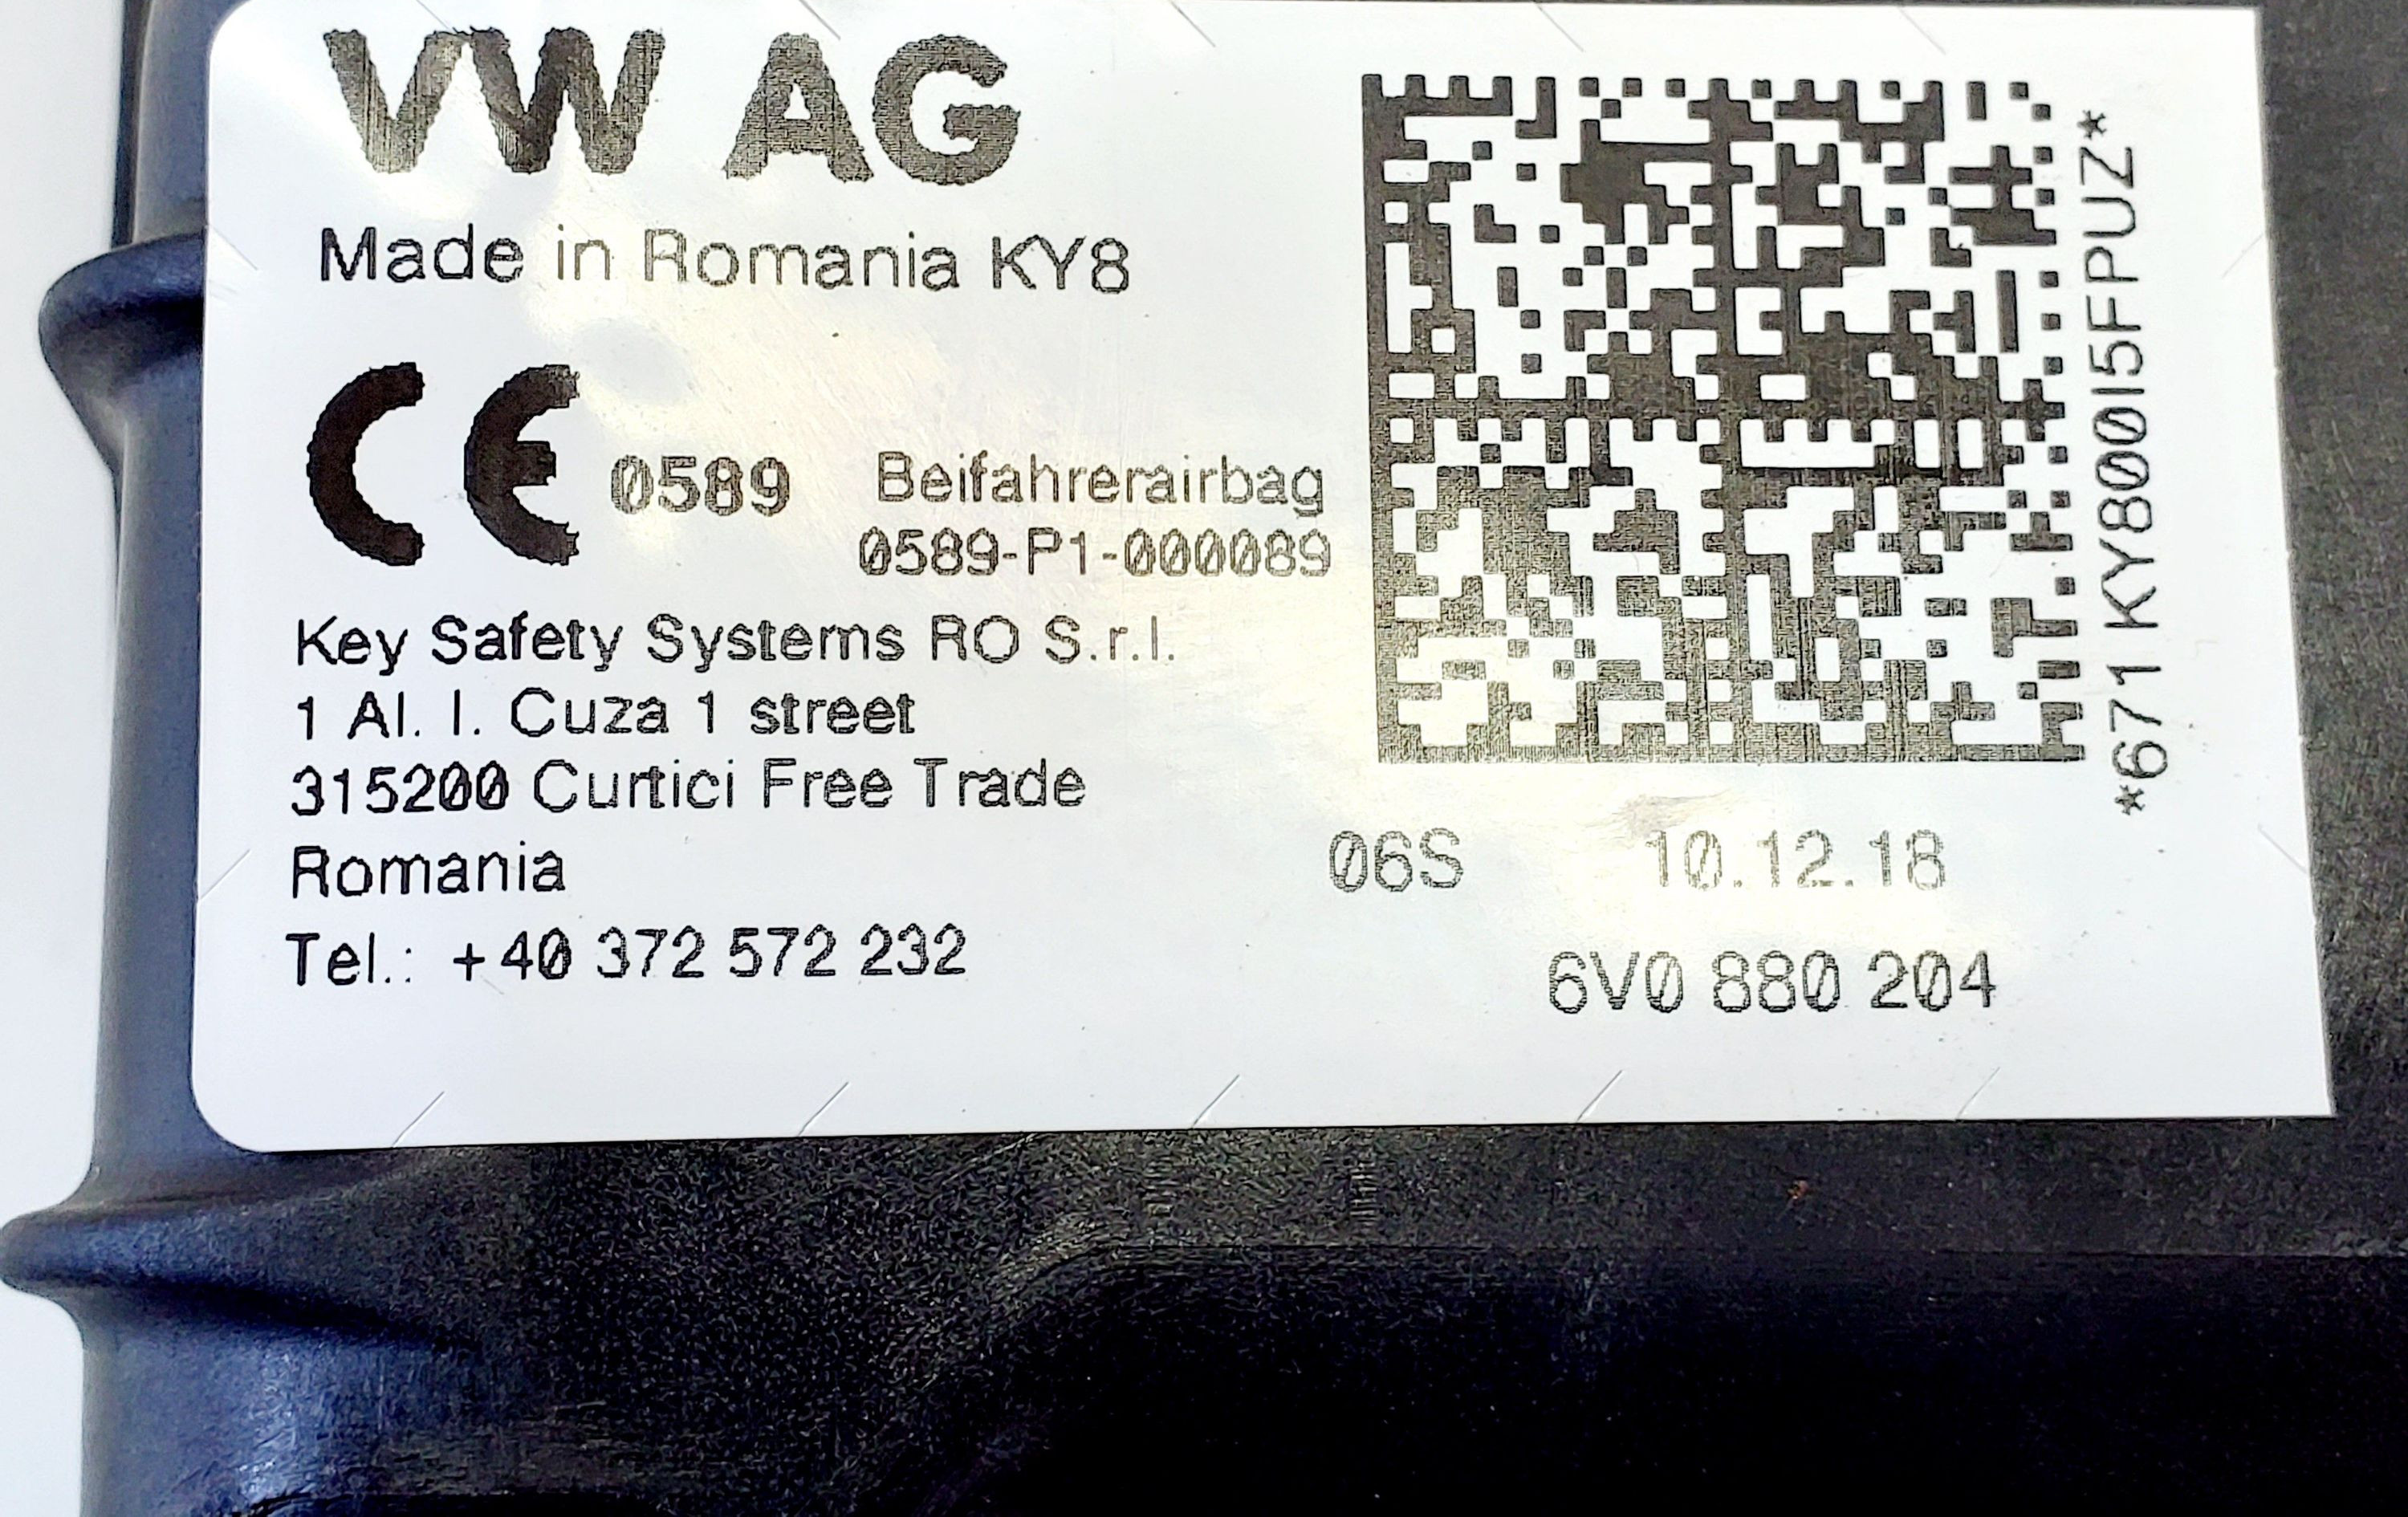 VW AG
Made in Romania KY8
CE 0589
Beifahrerairbag
0589-P1-000089
Key Safety Systems RO S.r.l.
1 Al. I. Cuza 1 street
315200 Curtici Free Trade
Romania
Tel.: +40 372 572 232
*671 KY800I5FPUZ*
06S 10.12.18
6V0 880 204